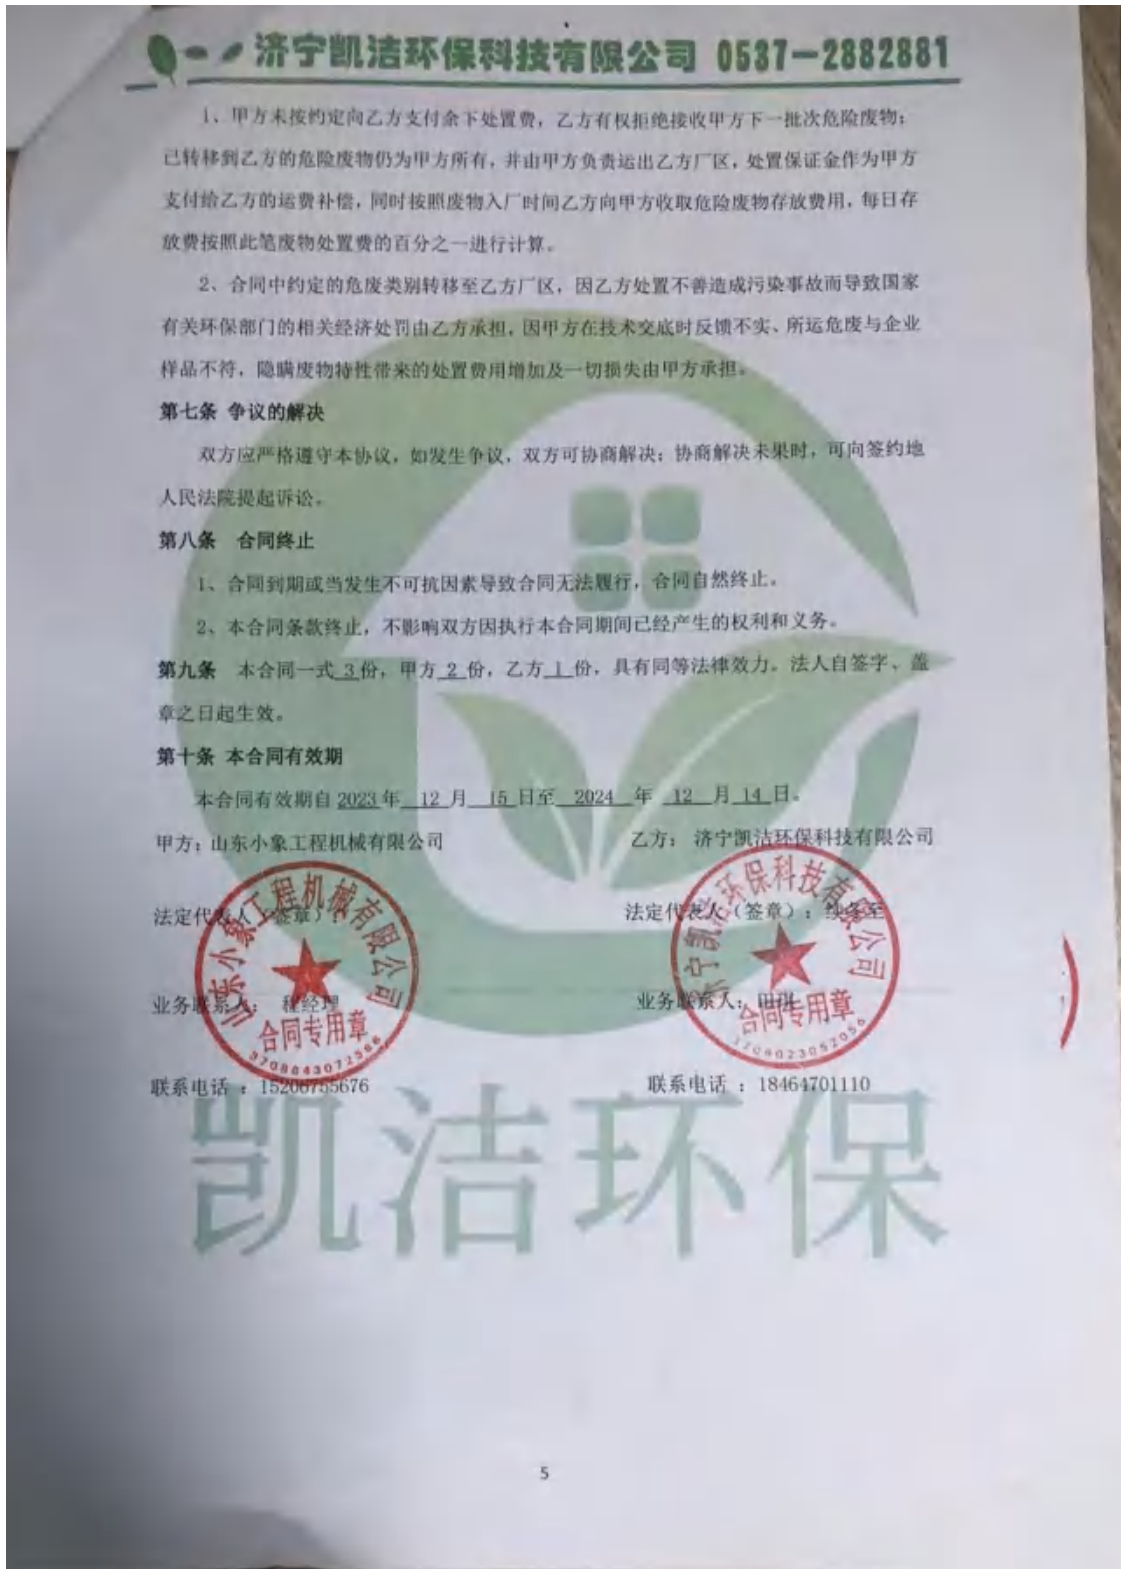 济宁凯洁环保科技有限公司 0537-2882881
1、甲方未按约定向乙方支付余下处置费，乙方有权拒绝接收甲方下一批次危险废物；
已转移到乙方的危险废物仍为甲方所有，并由甲方负责运出乙方厂区，处置保证金作为甲方
支付给乙方的运费补偿，同时按照废物入厂时间乙方向甲方收取危险废物存放费用，每日存
放费按照此笔废物处置费的百分之一进行计算。
2、合同中约定的危废类别转移至乙方厂区，因乙方处置不善造成污染事故而导致国家
有关环保部门的相关经济处罚由乙方承担，因甲方在技术交底时反馈不实、所运危废与企业
样品不符，隐瞒废物特性带来的处置费用增加及一切损失由甲方承担。
第七条 争议的解决
双方应严格遵守本协议，如发生争议，双方可协商解决；协商解决未果时，可向签约地
人民法院提起诉讼。
第八条 合同终止
1、合同到期或当发生不可抗因素导致合同无法履行，合同自然终止。
2、本合同条款终止，不影响双方因执行本合同期间已经产生的权利和义务。
第九条 本合同一式 3 份，甲方 2 份，乙方 1 份，具有同等法律效力。法人自签字、盖
章之日起生效。
第十条 本合同有效期
本合同有效期自 2023 年 12 月 15 日至 2024 年 12 月 14 日。
甲方：山东小象工程机械有限公司 乙方： 济宁凯洁环保科技有限公司
法定代表人（签章）： 法定代表人（签章）：
业务联系人： 程经理 业务联系人：田琪
联系电话 ：15206755676 联系电话 ：18464701110
山东小象工程机械有限公司
合同专用章
济宁凯洁环保科技有限公司
合同专用章
凯洁环保
5